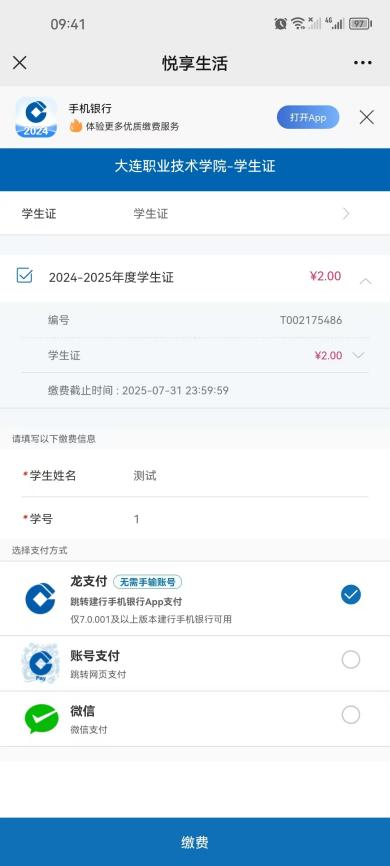 09:41
4G
97
悦享生活
手机银行
2024
体验更多优质缴费服务
打开App
大连职业技术学院-学生证
学生证 学生证
2024-2025年度学生证 ¥2.00
编号 T002175486
学生证 ¥2.00
缴费截止时间 : 2025-07-31 23:59:59
请填写以下缴费信息
*学生姓名 测试
*学号 1
选择支付方式
龙支付 无需手输账号
跳转建行手机银行App支付
仅7.0.001及以上版本建行手机银行可用
Pay
账号支付
跳转网页支付
微信
微信支付
缴费